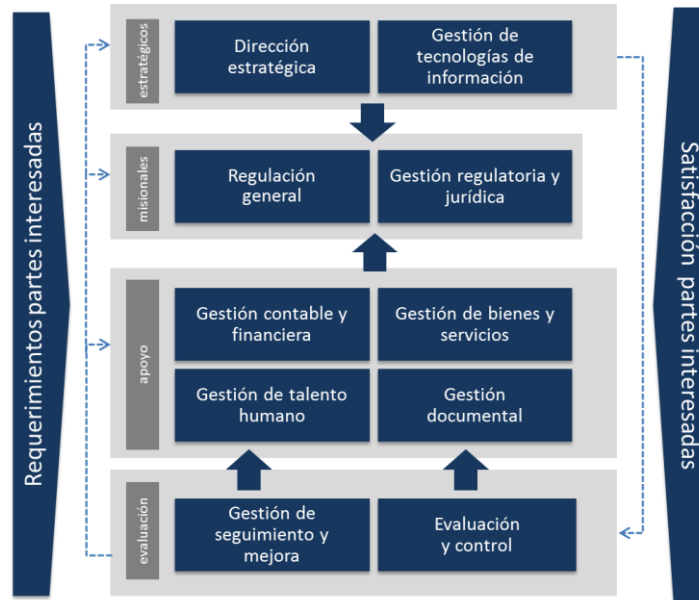 Requerimientos partes interesadas
estratégicos
Dirección
estratégica
Gestión de
tecnologías de
información
misionales
Regulación
general
Gestión regulatoria y
jurídica
apoyo
Gestión contable y
financiera
Gestión de bienes y
servicios
Gestión de talento
humano
Gestión
documental
evaluación
Gestión de
seguimiento y
mejora
Evaluación
y control
Satisfacción partes interesadas